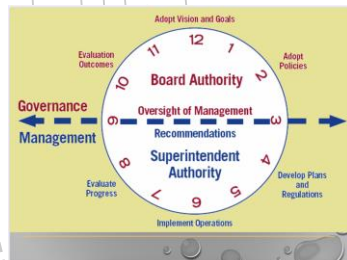 Adopt Vision and Goals
12
11
1
Evaluation
Outcomes
Adopt
Policies
10
2
Board Authority
Governance
Oversight of Management
9
3
Management
Recommendations
Superintendent
Authority
8
4
Evaluate
Progress
Develop Plans
and
Regulations
7
5
6
Implement Operations